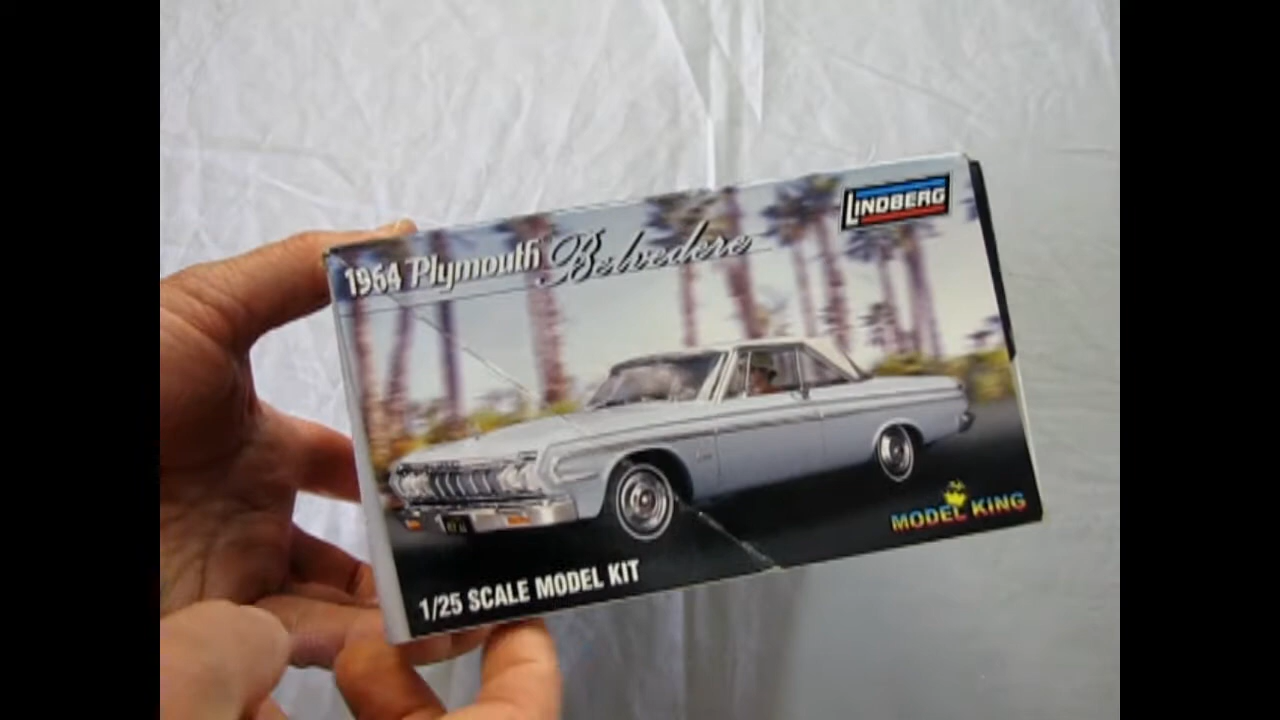 LINDBERG
1964 Plymouth Belvedere
MODEL KING
1/25 SCALE MODEL KIT